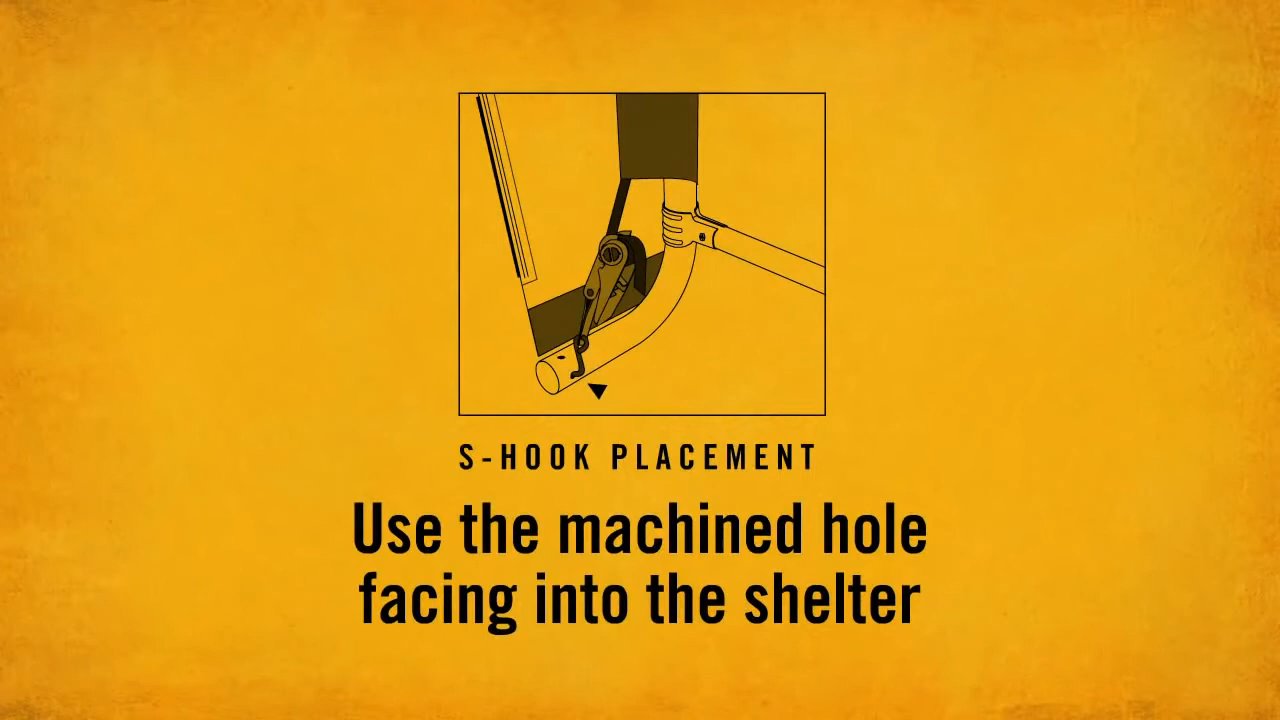 S-HOOK PLACEMENT
Use the machined hole
facing into the shelter